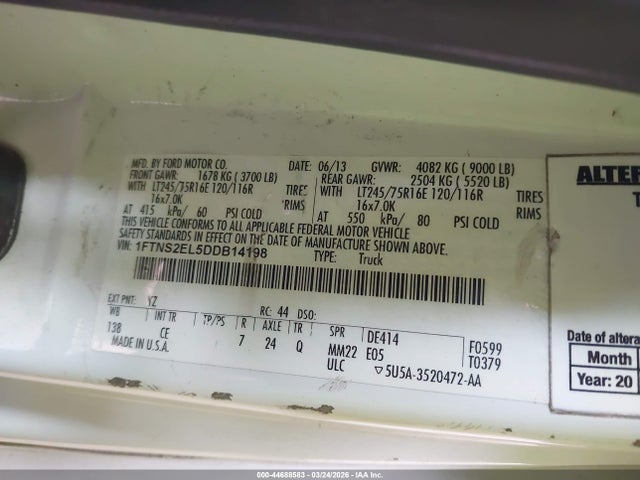 MFD. BY FORD MOTOR CO. DATE: 06/13 GVWR: 4082 KG ( 9000 LB)
FRONT GAWR: 1678 KG ( 3700 LB) REAR GAWR: 2504 KG ( 5520 LB)
WITH LT245/75R16E 120/116R TIRES WITH LT245/75R16E 120/116R TIRES
16x7.0K RIMS 16x7.0K RIMS
AT 415 kPa/ 60 PSI COLD AT 550 kPa/ 80 PSI COLD
THIS VEHICLE CONFORMS TO ALL APPLICABLE FEDERAL MOTOR VEHICLE
SAFETY STANDARDS IN EFFECT ON THE DATE OF MANUFACTURE SHOWN ABOVE.
VIN: 1FTNS2EL5DDB14198 TYPE: Truck
EXT PNT: YZ RC: 44 DSO:
WB INT TR TP/PS R AXLE TR SPR DE414 F0599
138 CE 7 24 Q MM22 E05 T0379
MADE IN U.S.A. ULC ▽5U5A-3520472-AA
Date of altera
Month
Year: 20
000-44688583 — 03/24/2026 — IAA Inc.